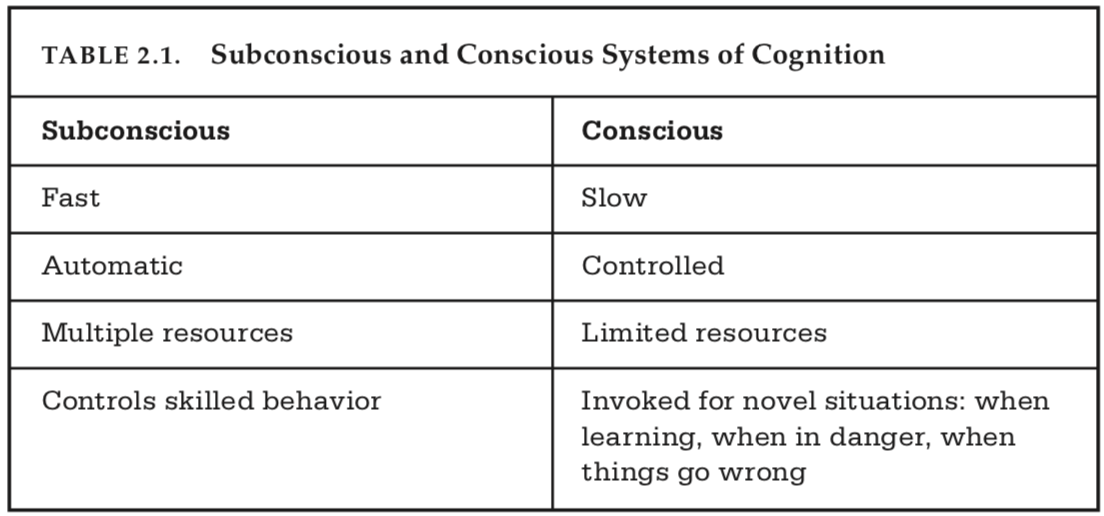 TABLE 2.1. Subconscious and Conscious Systems of Cognition
Subconscious
Conscious
Fast
Slow
Automatic
Controlled
Multiple resources
Limited resources
Controls skilled behavior
Invoked for novel situations: when
learning, when in danger, when
things go wrong